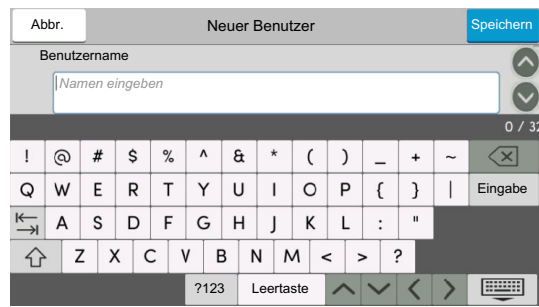 Abbr. Neuer Benutzer Speichern
Benutzername
Namen eingeben
0 / 32
! @ # $ % ^ & * ( ) _ + ~
Q W E R T Y U I O P { } | Eingabe
A S D F G H J K L : "
Z X C V B N M < > ?
?123 Leertaste